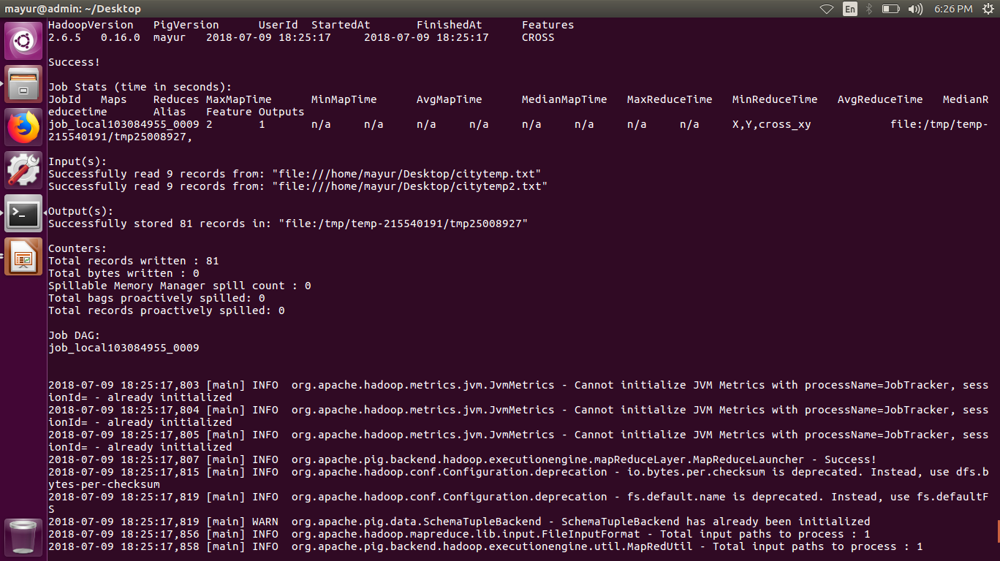 mayur@admin: ~/Desktop
En
6:26 PM
HadoopVersion PigVersion UserId StartedAt FinishedAt Features
2.6.5 0.16.0 mayur 2018-07-09 18:25:17 2018-07-09 18:25:17 CROSS
Success!
Job Stats (time in seconds):
JobId Maps Reduces MaxMapTime MinMapTime AvgMapTime MedianMapTime MaxReduceTime MinReduceTime AvgReduceTime MedianR
educetime Alias Feature Outputs
job_local103084955_0009 2 1 n/a n/a n/a n/a n/a n/a n/a n/a X,Y,cross_xy file:/tmp/temp-
215540191/tmp25008927,
Input(s):
Successfully read 9 records from: "file:///home/mayur/Desktop/citytemp.txt"
Successfully read 9 records from: "file:///home/mayur/Desktop/citytemp2.txt"
Output(s):
Successfully stored 81 records in: "file:/tmp/temp-215540191/tmp25008927"
Counters:
Total records written : 81
Total bytes written : 0
Spillable Memory Manager spill count : 0
Total bags proactively spilled: 0
Total records proactively spilled: 0
Job DAG:
job_local103084955_0009
2018-07-09 18:25:17,803 [main] INFO org.apache.hadoop.metrics.jvm.JvmMetrics - Cannot initialize JVM Metrics with processName=JobTracker, sess
ionId= - already initialized
2018-07-09 18:25:17,804 [main] INFO org.apache.hadoop.metrics.jvm.JvmMetrics - Cannot initialize JVM Metrics with processName=JobTracker, sess
ionId= - already initialized
2018-07-09 18:25:17,805 [main] INFO org.apache.hadoop.metrics.jvm.JvmMetrics - Cannot initialize JVM Metrics with processName=JobTracker, sess
ionId= - already initialized
2018-07-09 18:25:17,807 [main] INFO org.apache.pig.backend.hadoop.executionengine.mapReduceLayer.MapReduceLauncher - Success!
2018-07-09 18:25:17,815 [main] INFO org.apache.hadoop.conf.Configuration.deprecation - io.bytes.per.checksum is deprecated. Instead, use dfs.b
ytes-per-checksum
2018-07-09 18:25:17,819 [main] INFO org.apache.hadoop.conf.Configuration.deprecation - fs.default.name is deprecated. Instead, use fs.defaultF
S
2018-07-09 18:25:17,819 [main] WARN org.apache.pig.data.SchemaTupleBackend - SchemaTupleBackend has already been initialized
2018-07-09 18:25:17,856 [main] INFO org.apache.hadoop.mapreduce.lib.input.FileInputFormat - Total input paths to process : 1
2018-07-09 18:25:17,858 [main] INFO org.apache.pig.backend.hadoop.executionengine.util.MapRedUtil - Total input paths to process : 1